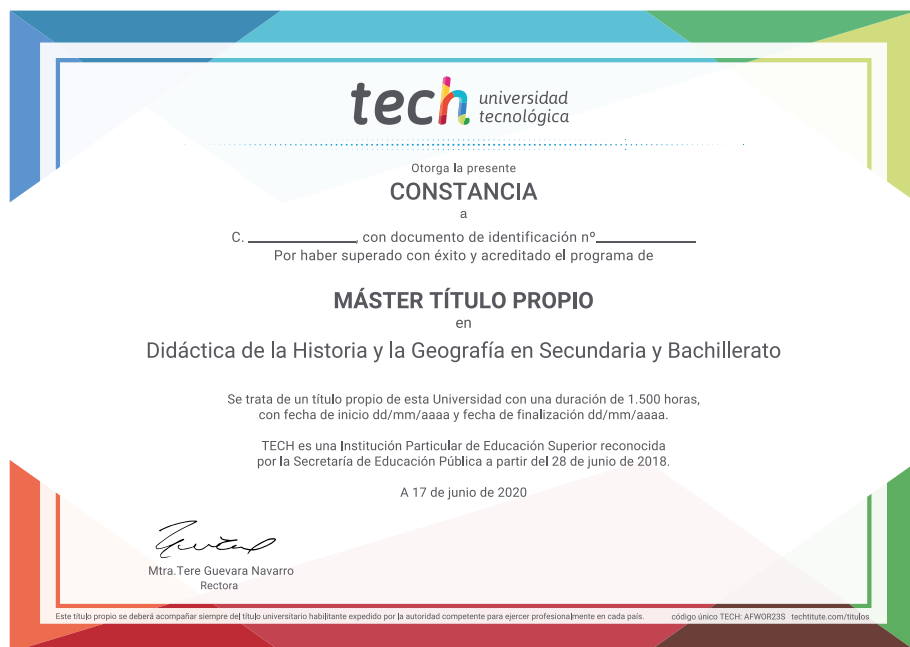 tech universidad
tecnológica
Otorga la presente
CONSTANCIA
a
C. ____________, con documento de identificación nº____________
Por haber superado con éxito y acreditado el programa de
MÁSTER TÍTULO PROPIO
en
Didáctica de la Historia y la Geografía en Secundaria y Bachillerato
Se trata de un título propio de esta Universidad con una duración de 1.500 horas,
con fecha de inicio dd/mm/aaaa y fecha de finalización dd/mm/aaaa.
TECH es una Institución Particular de Educación Superior reconocida
por la Secretaría de Educación Pública a partir del 28 de junio de 2018.
A 17 de junio de 2020
Mtra.Tere Guevara Navarro
Rectora
Este título propio se deberá acompañar siempre del título universitario habilitante expedido por la autoridad competente para ejercer profesionalmente en cada país. código único TECH: AFWOR23S techtitute.com/titulos